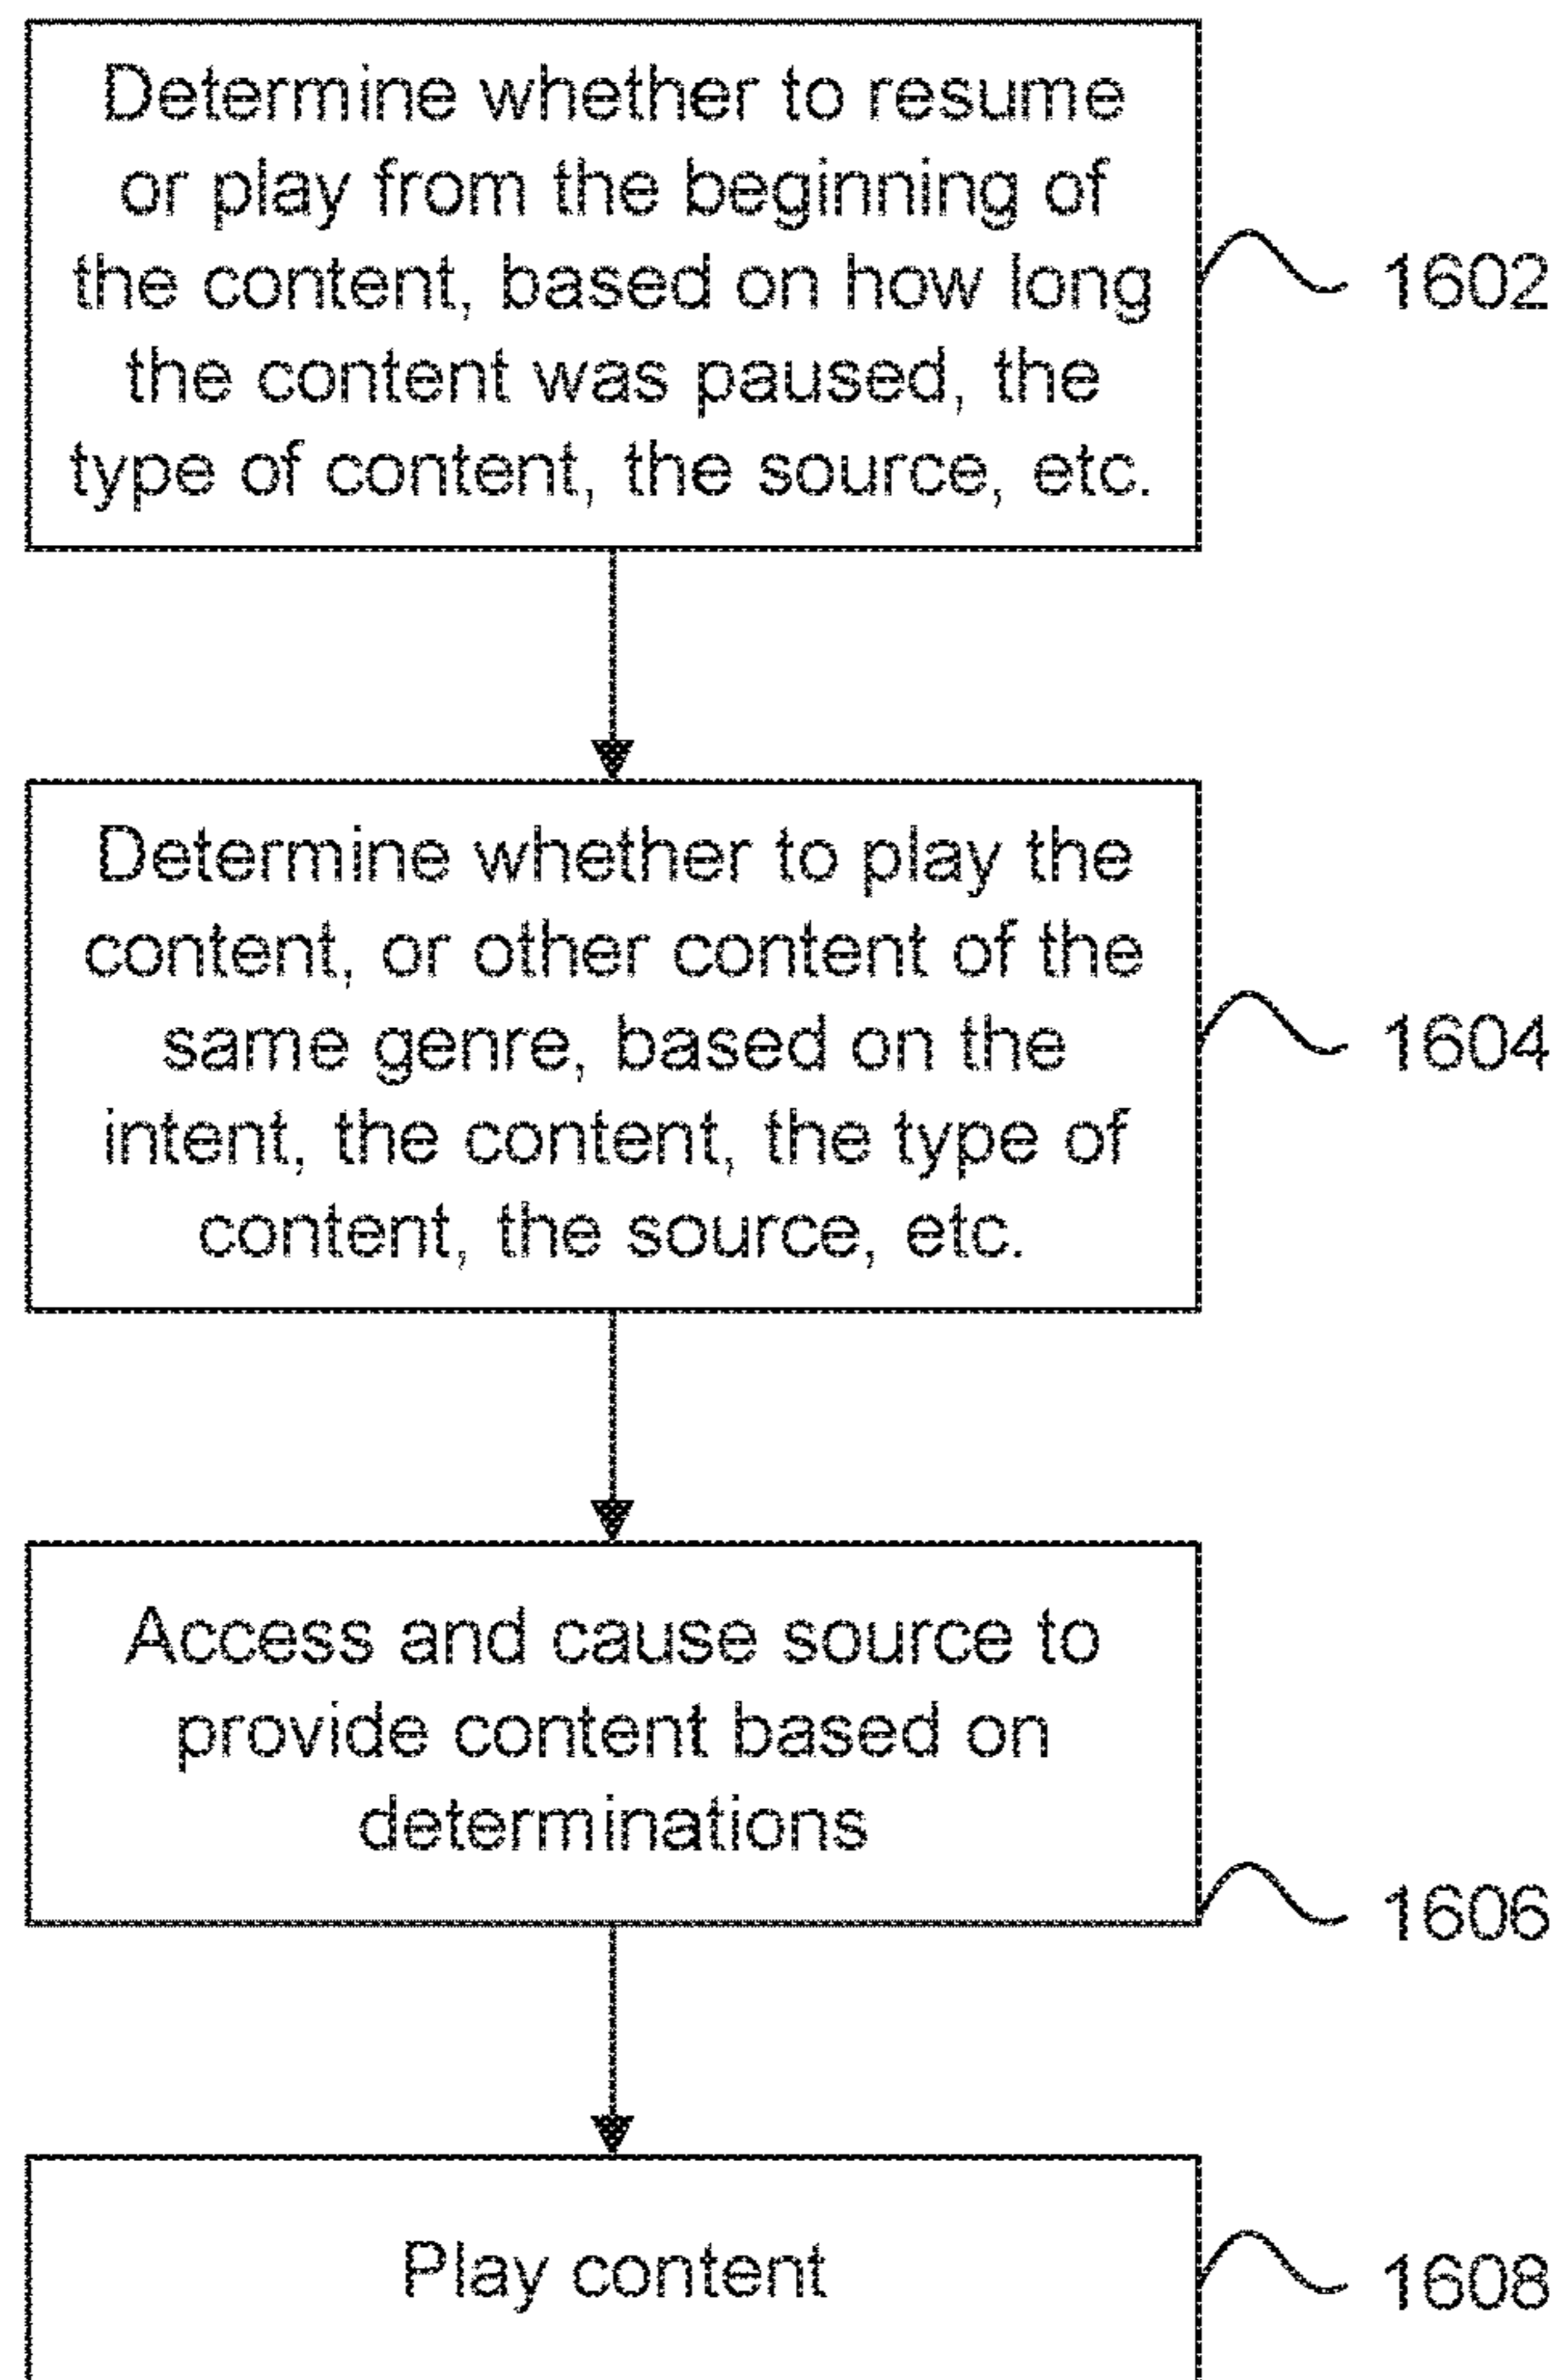 Determine whether to resume
or play from the beginning of
the content, based on how long
the content was paused, the
type of content, the source, etc.
1602
Determine whether to play the
content, or other content of the
same genre, based on the
intent, the content, the type of
content, the source, etc.
1604
Access and cause source to
provide content based on
determinations
1606
Play content
1608